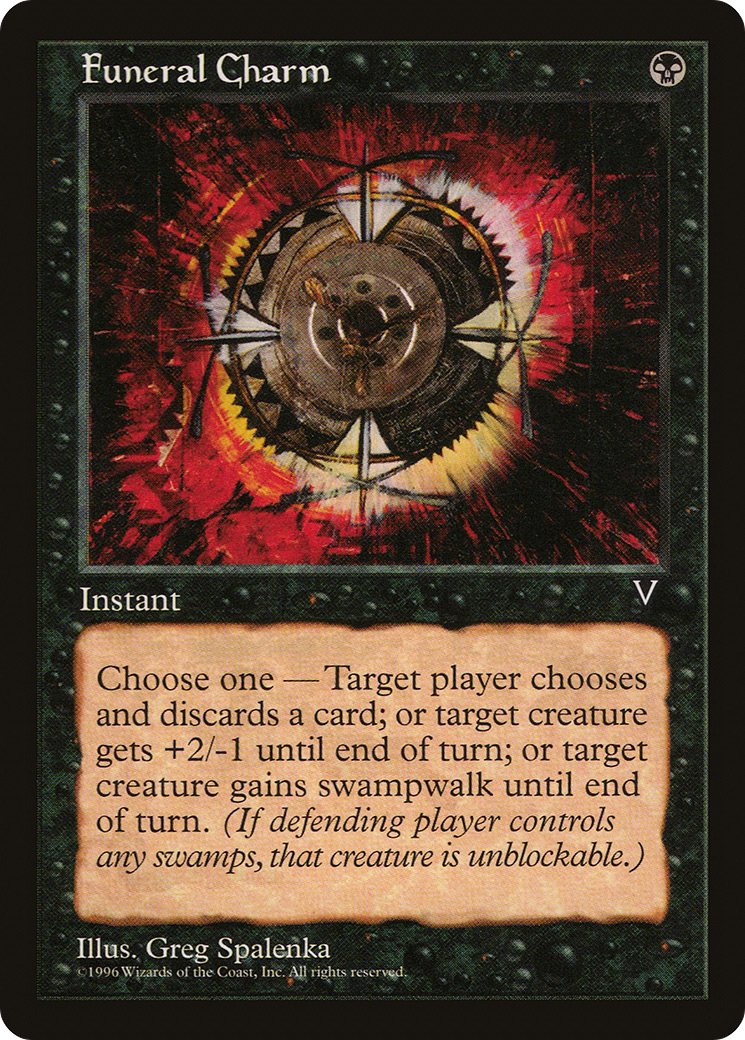 Funeral Charm
Instant
V
Choose one — Target player chooses
and discards a card; or target creature
gets +2/-1 until end of turn; or target
creature gains swampwalk until end
of turn. (If defending player controls
any swamps, that creature is unblockable.)
Illus. Greg Spalenka
©1996 Wizards of the Coast, Inc. All rights reserved.